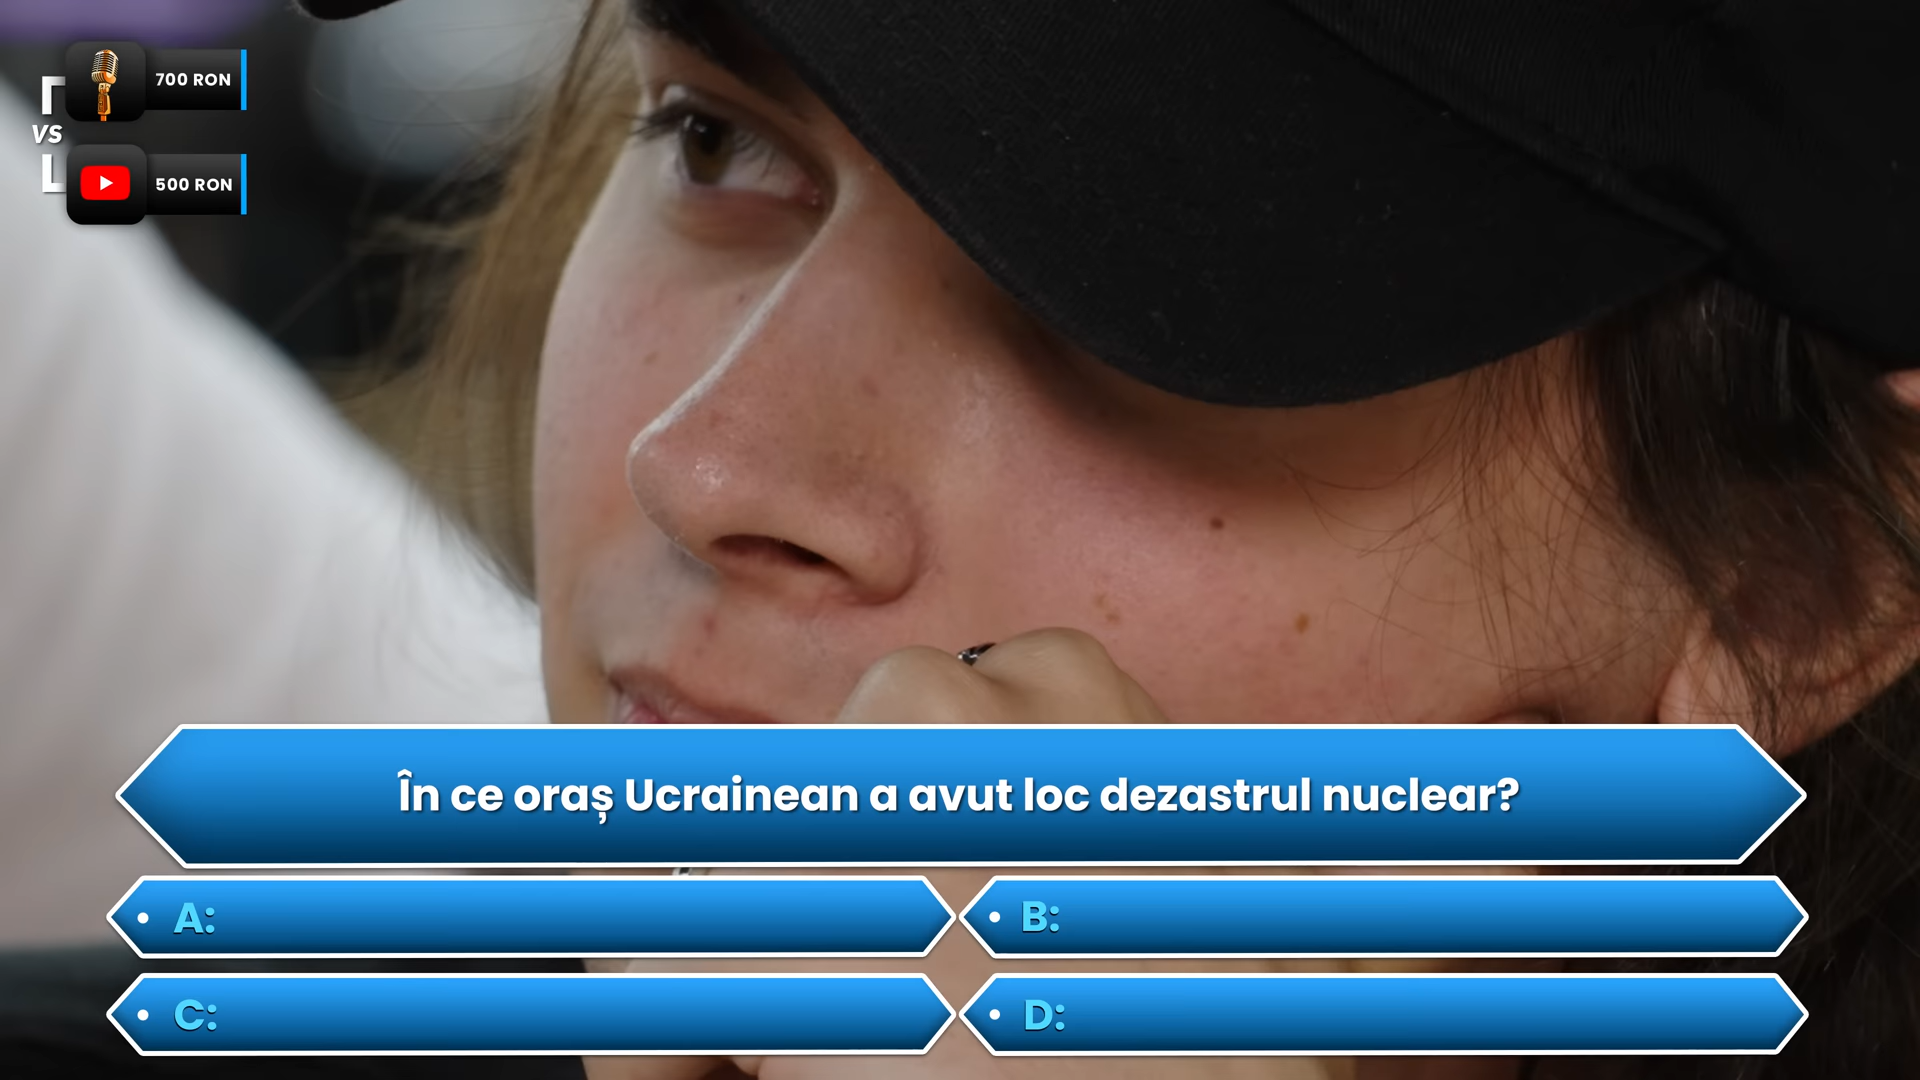 700 RON
VS
500 RON
În ce oraș Ucrainean a avut loc dezastrul nuclear?
A:
B:
C:
D: